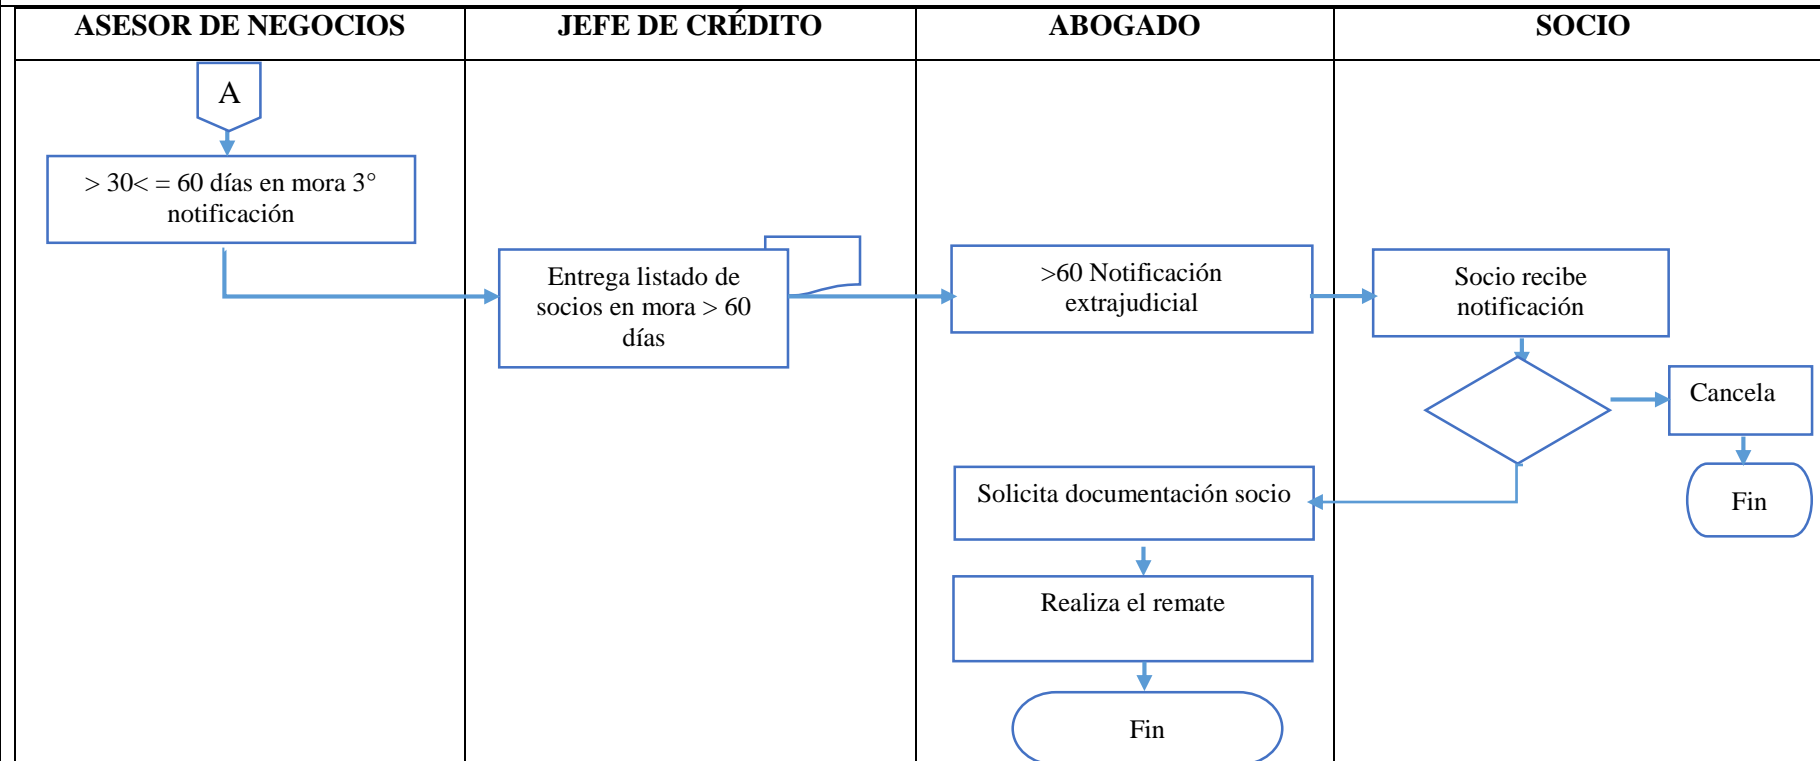 ASESOR DE NEGOCIOS
JEFE DE CRÉDITO
ABOGADO
SOCIO
A
> 30< = 60 días en mora 3°
notificación
Entrega listado de
socios en mora > 60
días
>60 Notificación
extrajudicial
Socio recibe
notificación
Cancela
Fin
Solicita documentación socio
Realiza el remate
Fin